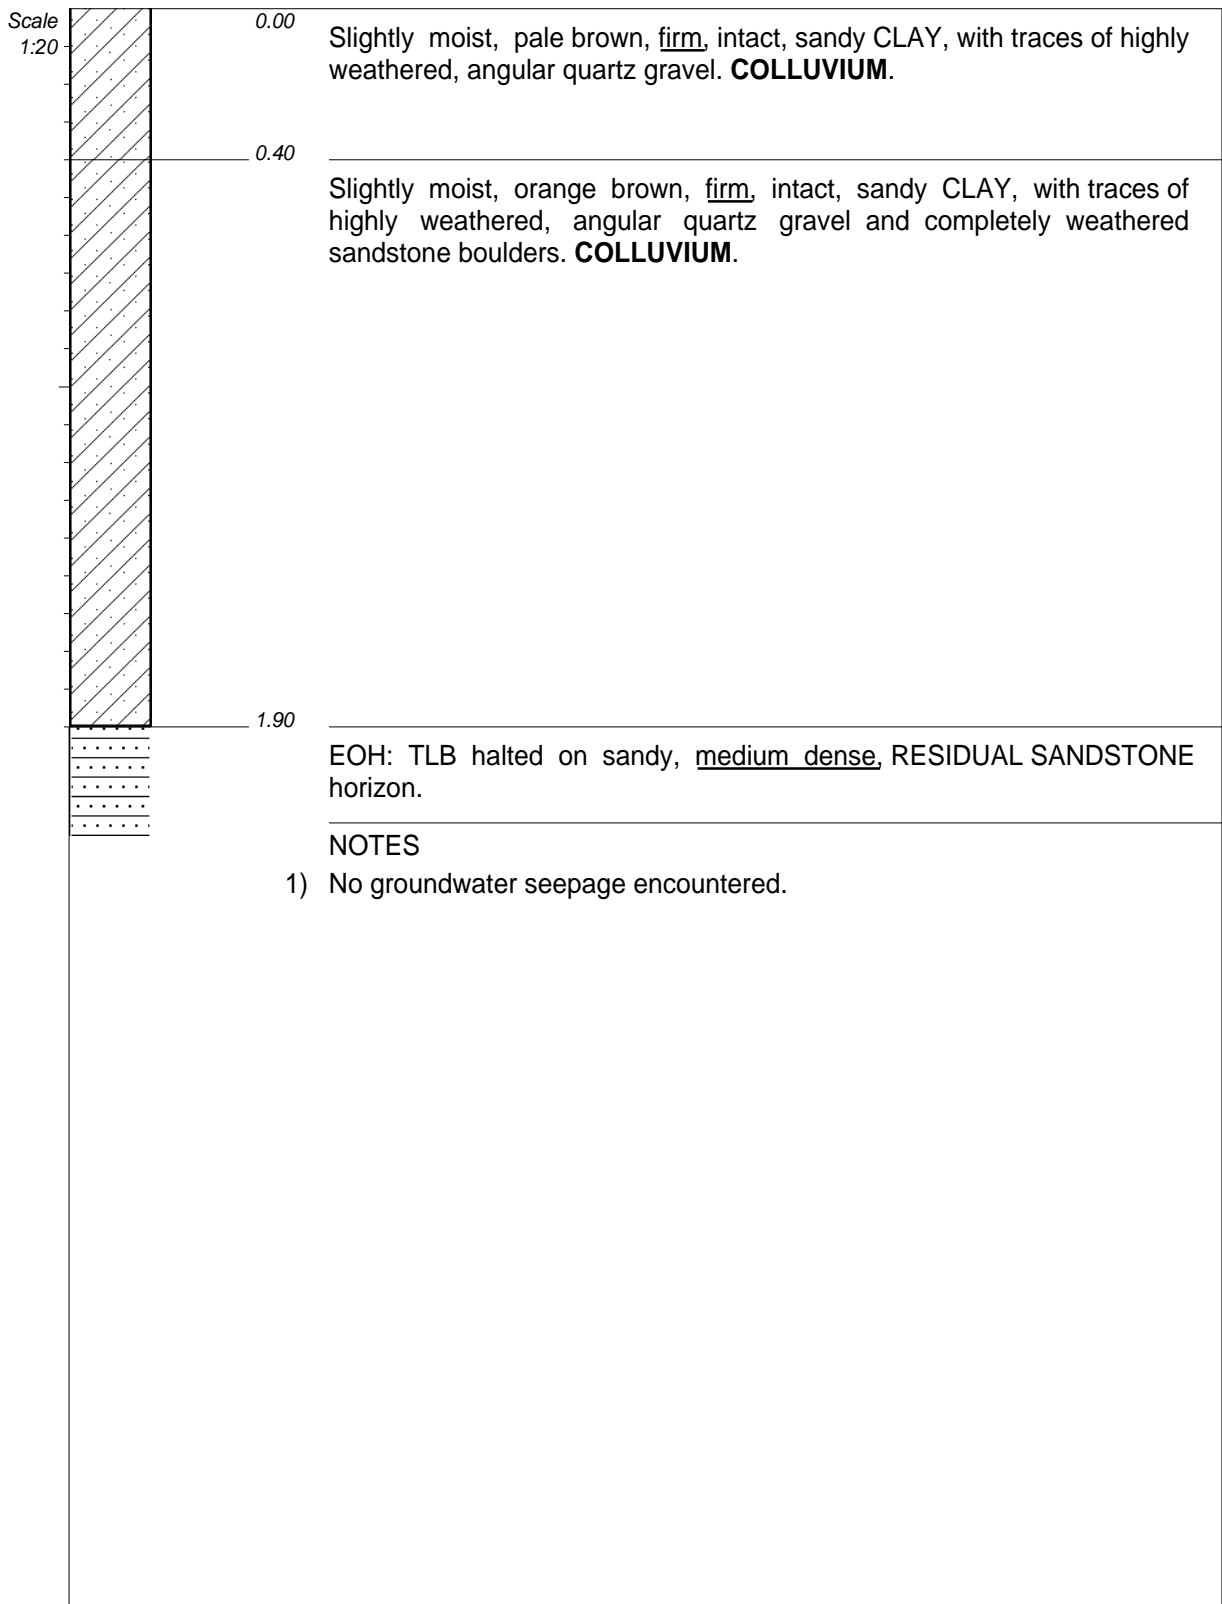 Scale
1:20
0.00
Slightly moist, pale brown, firm, intact, sandy CLAY, with traces of highly
weathered, angular quartz gravel. COLLUVIUM.
0.40
Slightly moist, orange brown, firm, intact, sandy CLAY, with traces of
highly weathered, angular quartz gravel and completely weathered
sandstone boulders. COLLUVIUM.
1.90
EOH: TLB halted on sandy, medium dense, RESIDUAL SANDSTONE
horizon.
NOTES
1) No groundwater seepage encountered.